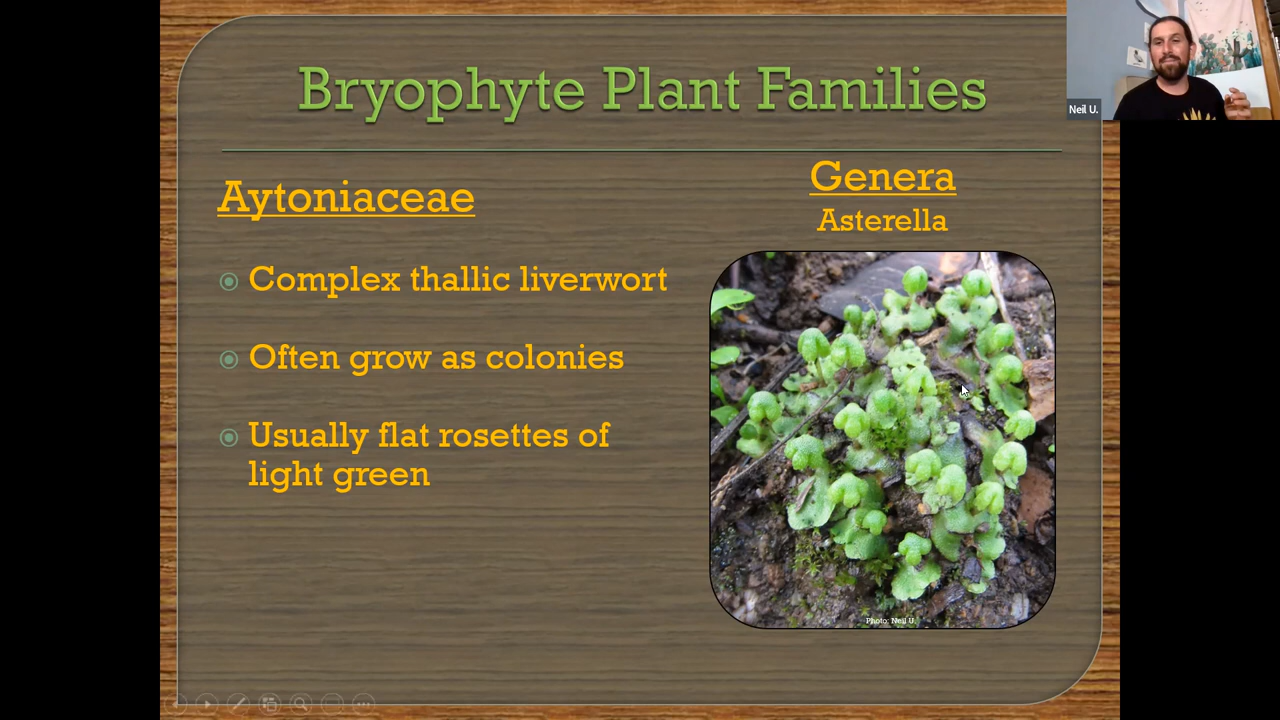 Bryophyte Plant Families
Neil U.
Aytoniaceae
Complex thallic liverwort
Often grow as colonies
Usually flat rosettes of
light green
Genera
Asterella
Photo: Neil U.